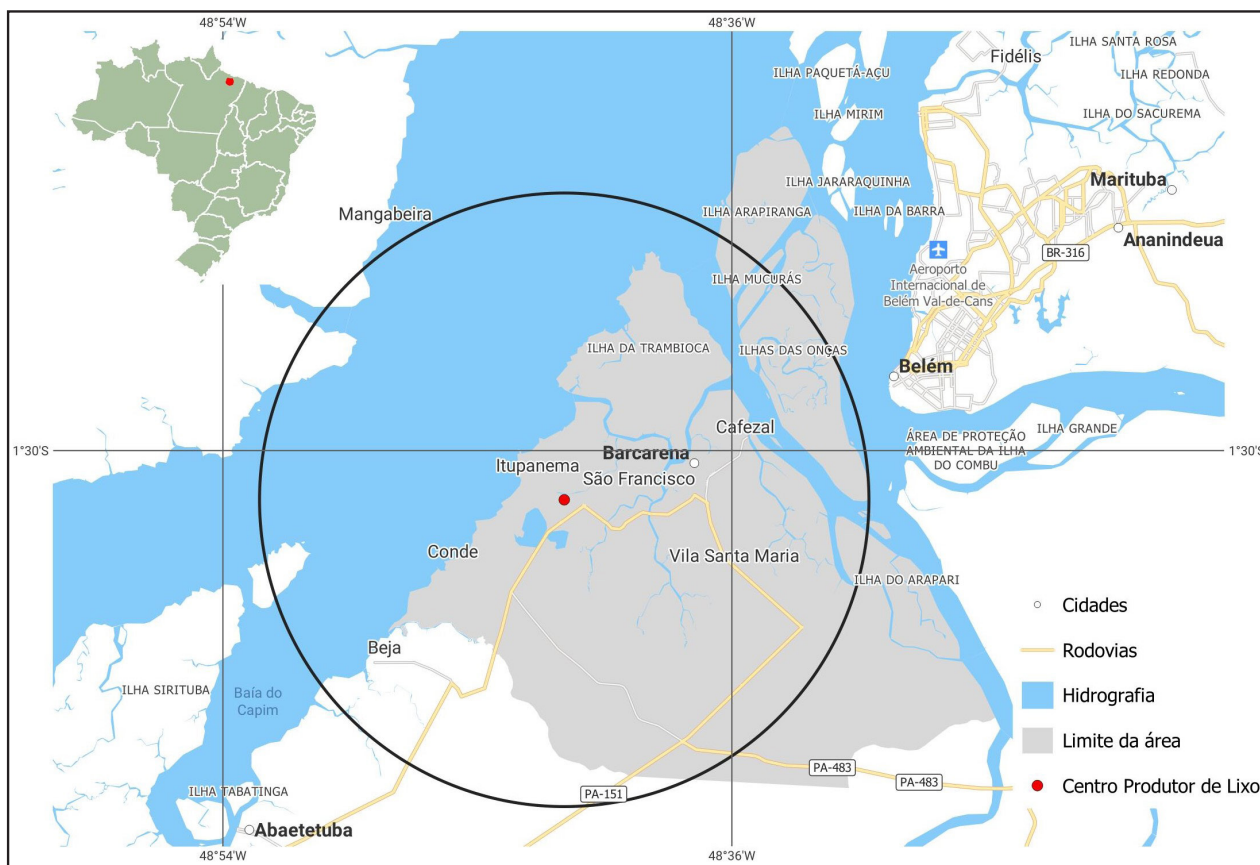 48°54'W
48°36'W
ILHA SANTA ROSA
Fidélis
ILHA PAQUETÁ-AÇU
ILHA REDONDA
ILHA MIRIM
ILHA DO SACUREMA
Marituba
ILHA JARARAQUINHA
Mangabeira
ILHA ARAPIRANGA
ILHA DA BARRA
Ananindeua
BR-316
Aeroporto
Internacional de
Belém Val-de-Cans
ILHA MUCURÁS
ILHA DA TRAMBIOCA
ILHAS DAS ONÇAS
Belém
Cafezal
ILHA GRANDE
ÁREA DE PROTEÇÃO
AMBIENTAL DA ILHA
DO COMBU
1°30'S
1°30'S
Barcarena
Itupanema
São Francisco
Conde
Vila Santa Maria
ILHA DO ARAPARI
Cidades
Beja
Rodovias
ILHA SIRITUBA
Baía do
Capim
Hidrografia
Limite da área
PA-483
PA-483
Centro Produtor de Lixo
PA-151
ILHA TABATINGA
Abaetetuba
48°54'W
48°36'W